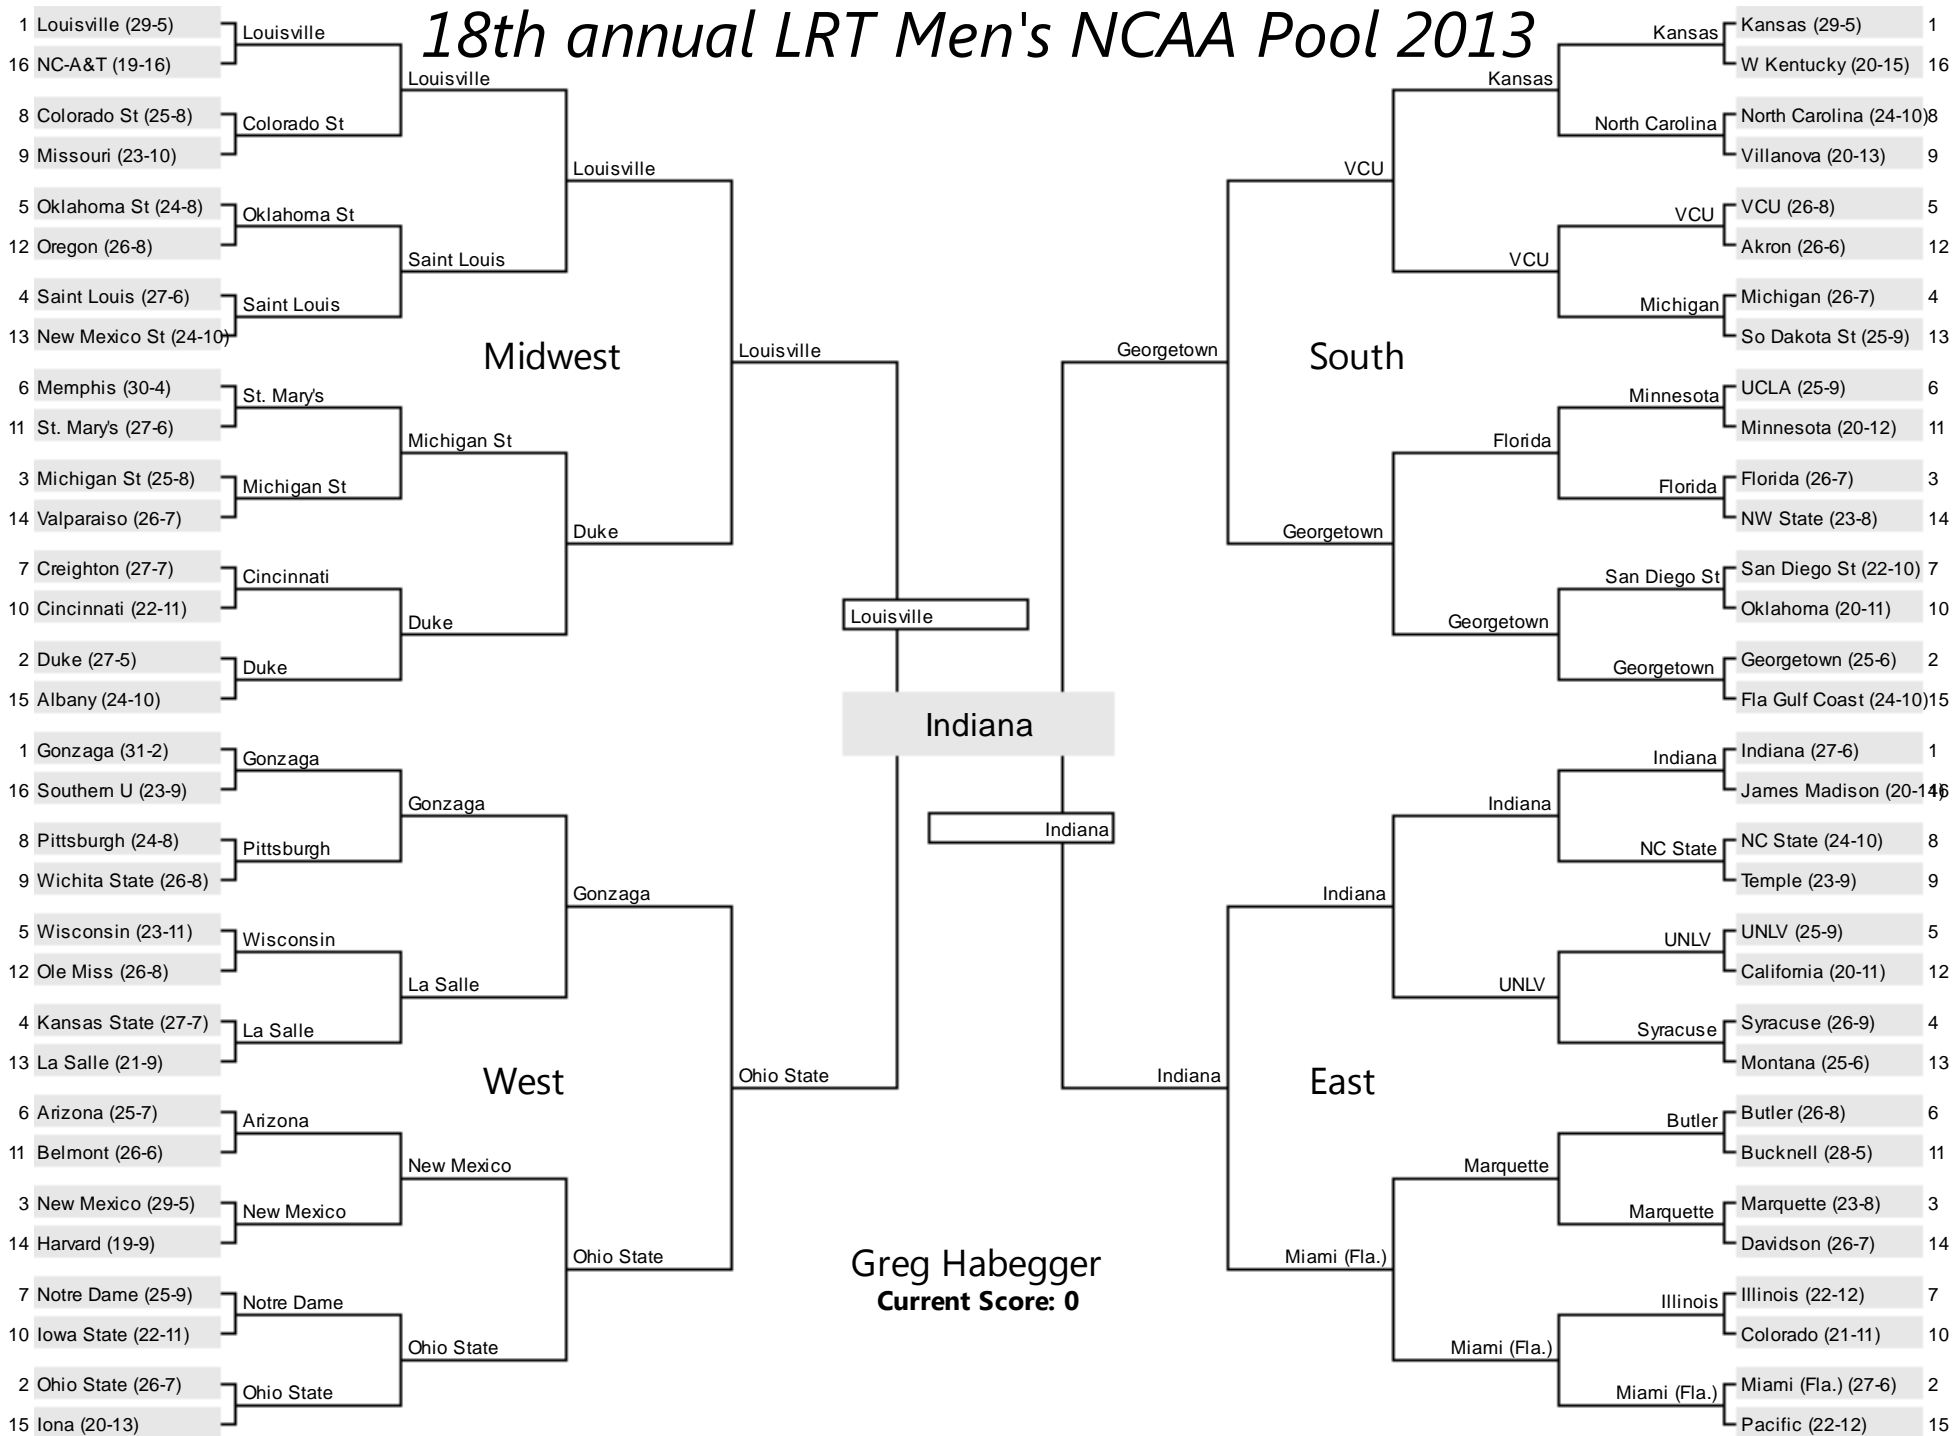 18th annual LRT Men's NCAA Pool 2013
1 Louisville (29-5)
16 NC-A&T (19-16)
8 Colorado St (25-8)
9 Missouri (23-10)
5 Oklahoma St (24-8)
12 Oregon (26-8)
4 Saint Louis (27-6)
13 New Mexico St (24-10)
6 Memphis (30-4)
11 St. Mary's (27-6)
3 Michigan St (25-8)
14 Valparaiso (26-7)
7 Creighton (27-7)
10 Cincinnati (22-11)
2 Duke (27-5)
15 Albany (24-10)
Louisville
Colorado St
Oklahoma St
Saint Louis
St. Mary's
Michigan St
Cincinnati
Duke
Louisville
Saint Louis
Michigan St
Duke
Louisville
Duke
Midwest
Louisville
1 Gonzaga (31-2)
16 Southern U (23-9)
8 Pittsburgh (24-8)
9 Wichita State (26-8)
5 Wisconsin (23-11)
12 Ole Miss (26-8)
4 Kansas State (27-7)
13 La Salle (21-9)
6 Arizona (25-7)
11 Belmont (26-6)
3 New Mexico (29-5)
14 Harvard (19-9)
7 Notre Dame (25-9)
10 Iowa State (22-11)
2 Ohio State (26-7)
15 Iona (20-13)
Gonzaga
Pittsburgh
Wisconsin
La Salle
Arizona
New Mexico
Notre Dame
Ohio State
Gonzaga
La Salle
New Mexico
Ohio State
Gonzaga
Ohio State
West
Ohio State
Louisville
Indiana
Indiana
Greg Habegger
Current Score: 0
Georgetown
South
VCU
Georgetown
Kansas
VCU
Florida
Georgetown
Kansas
North Carolina
VCU
Michigan
Minnesota
Florida
San Diego St
Georgetown
Kansas (29-5) 1
W Kentucky (20-15) 16
North Carolina (24-10) 8
Villanova (20-13) 9
VCU (26-8) 5
Akron (26-6) 12
Michigan (26-7) 4
So Dakota St (25-9) 13
UCLA (25-9) 6
Minnesota (20-12) 11
Florida (26-7) 3
NW State (23-8) 14
San Diego St (22-10) 7
Oklahoma (20-11) 10
Georgetown (25-6) 2
Fla Gulf Coast (24-10) 15
Indiana
East
Indiana
Miami (Fla.)
Indiana
UNLV
Marquette
Miami (Fla.)
Indiana
NC State
UNLV
Syracuse
Butler
Marquette
Illinois
Miami (Fla.)
Indiana (27-6) 1
James Madison (20-14) 16
NC State (24-10) 8
Temple (23-9) 9
UNLV (25-9) 5
California (20-11) 12
Syracuse (26-9) 4
Montana (25-6) 13
Butler (26-8) 6
Bucknell (28-5) 11
Marquette (23-8) 3
Davidson (26-7) 14
Illinois (22-12) 7
Colorado (21-11) 10
Miami (Fla.) (27-6) 2
Pacific (22-12) 15